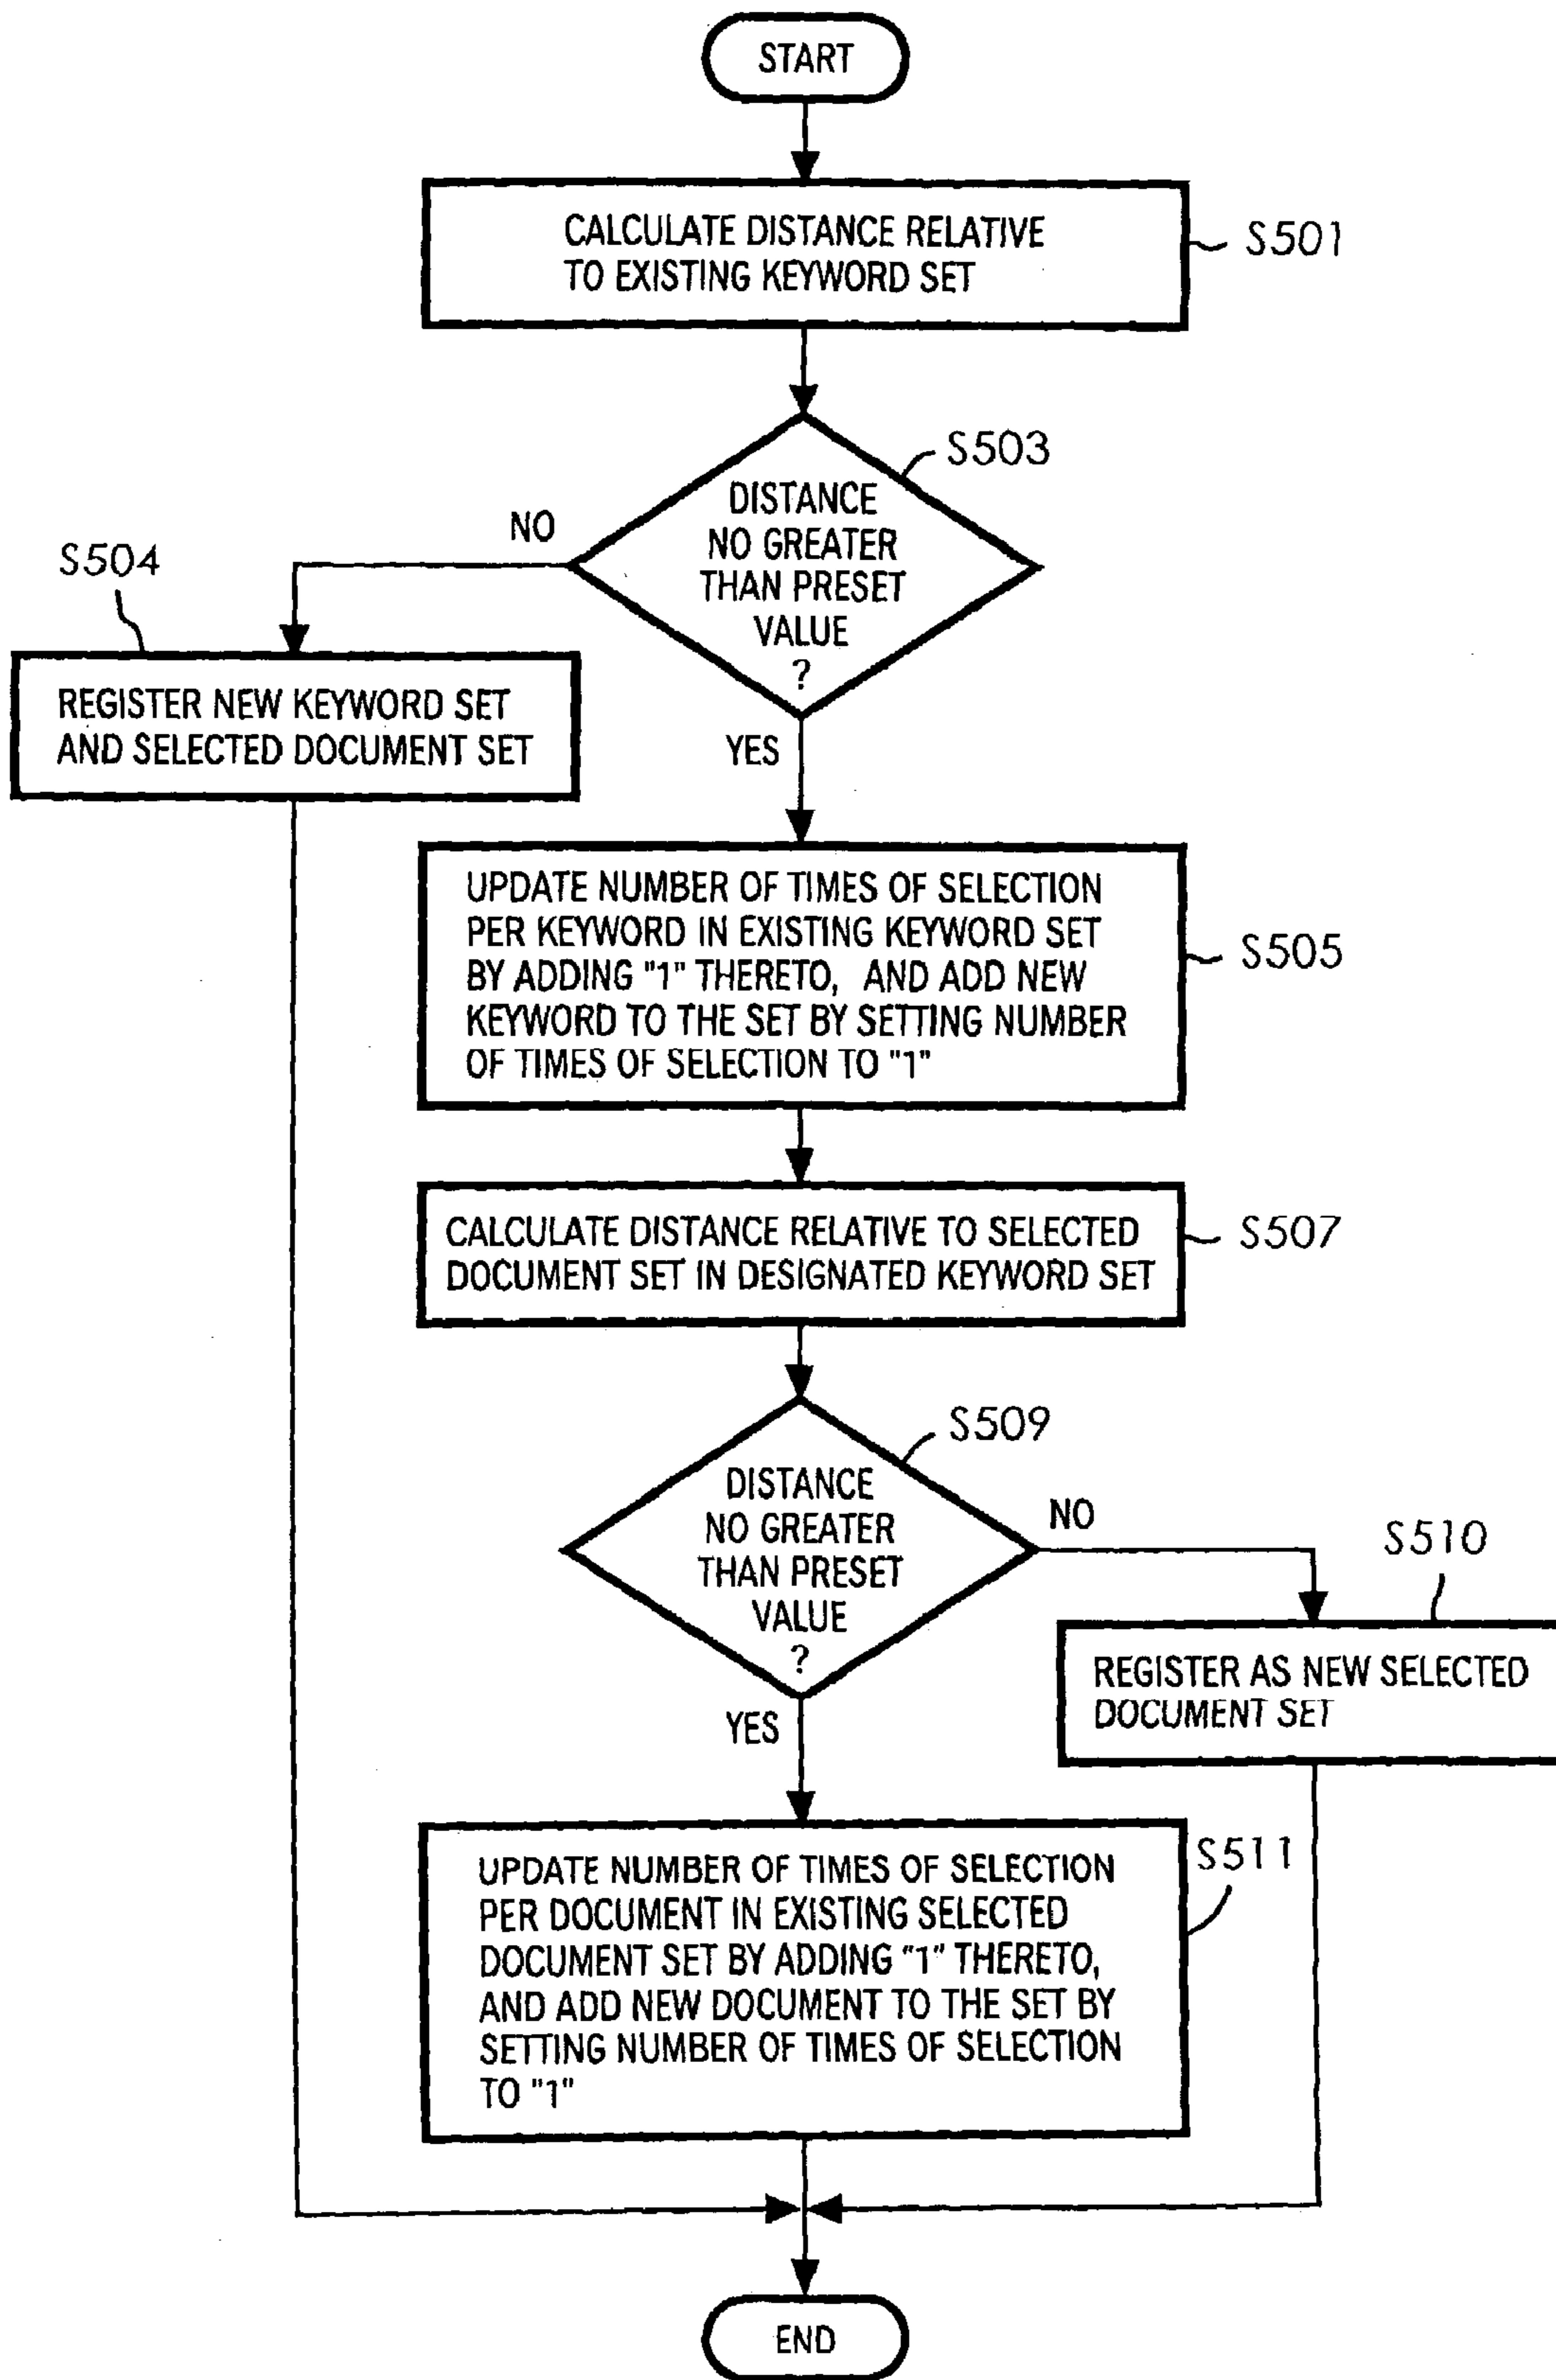 START
CALCULATE DISTANCE RELATIVE
TO EXISTING KEYWORD SET
S501
S503
DISTANCE
NO GREATER
THAN PRESET
VALUE
?
NO
S504
REGISTER NEW KEYWORD SET
AND SELECTED DOCUMENT SET
YES
UPDATE NUMBER OF TIMES OF SELECTION
PER KEYWORD IN EXISTING KEYWORD SET
BY ADDING "1" THERETO, AND ADD NEW
KEYWORD TO THE SET BY SETTING NUMBER
OF TIMES OF SELECTION TO "1"
S505
CALCULATE DISTANCE RELATIVE TO SELECTED
DOCUMENT SET IN DESIGNATED KEYWORD SET
S507
S509
DISTANCE
NO GREATER
THAN PRESET
VALUE
?
NO
S510
REGISTER AS NEW SELECTED
DOCUMENT SET
YES
UPDATE NUMBER OF TIMES OF SELECTION
PER DOCUMENT IN EXISTING SELECTED
DOCUMENT SET BY ADDING "1" THERETO,
AND ADD NEW DOCUMENT TO THE SET BY
SETTING NUMBER OF TIMES OF SELECTION
TO "1"
S511
END